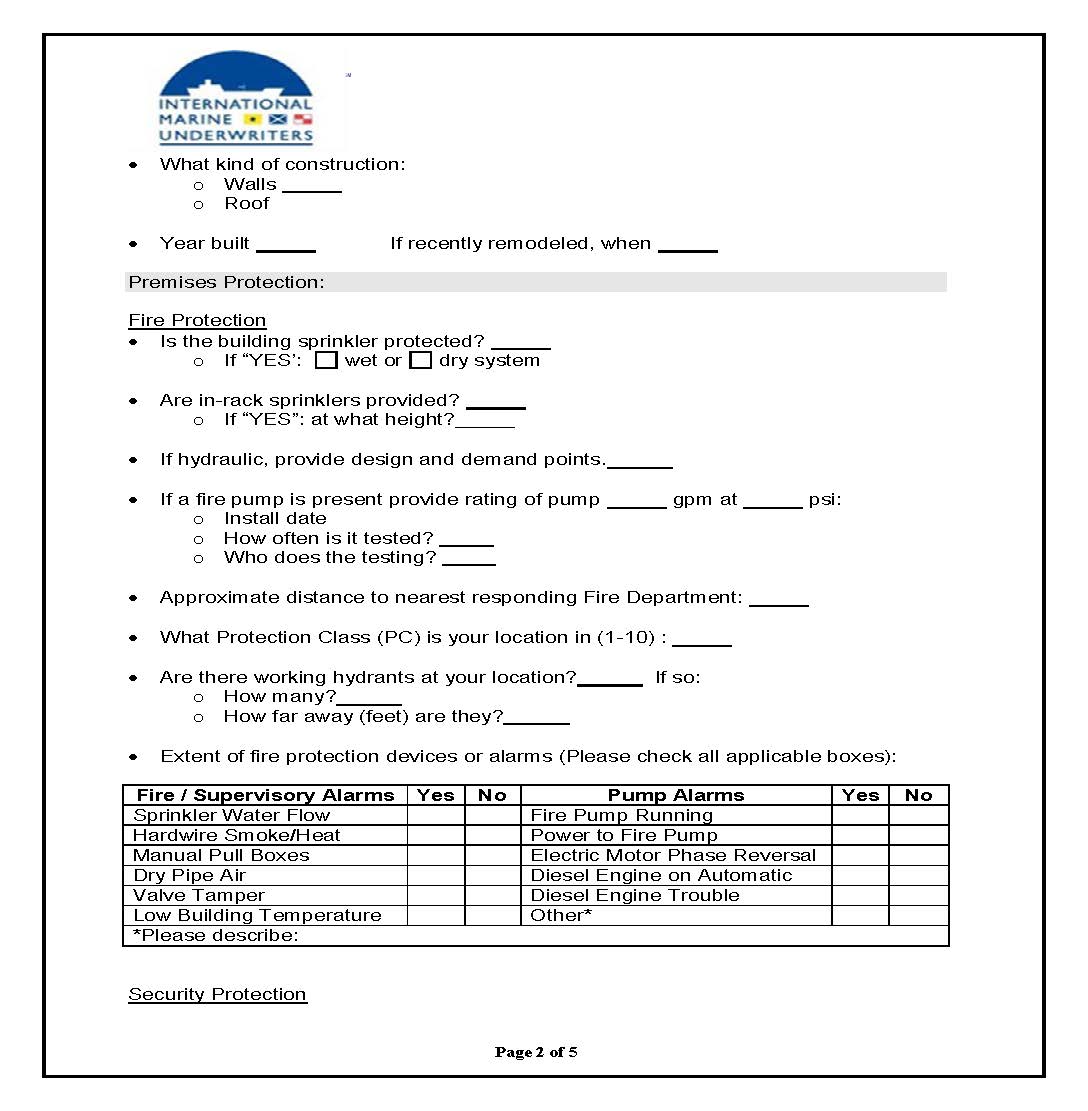 INTERNATIONAL
MARINE
UNDERWRITERS
SM
• What kind of construction:
o Walls ______
o Roof
• Year built ______ If recently remodeled, when ______
Premises Protection:
Fire Protection
• Is the building sprinkler protected? ______
o If “YES’: ☐ wet or ☐ dry system
• Are in-rack sprinklers provided? ______
o If “YES”: at what height?______
• If hydraulic, provide design and demand points.______
• If a fire pump is present provide rating of pump ______ gpm at ______ psi:
o Install date
o How often is it tested? ______
o Who does the testing? ______
• Approximate distance to nearest responding Fire Department: ______
• What Protection Class (PC) is your location in (1-10) : ______
• Are there working hydrants at your location?______ If so:
o How many?______
o How far away (feet) are they?______
• Extent of fire protection devices or alarms (Please check all applicable boxes):
Fire / Supervisory Alarms Yes No Pump Alarms Yes No
Sprinkler Water Flow Fire Pump Running
Hardwire Smoke/Heat Power to Fire Pump
Manual Pull Boxes Electric Motor Phase Reversal
Dry Pipe Air Diesel Engine on Automatic
Valve Tamper Diesel Engine Trouble
Low Building Temperature Other*
*Please describe:
Security Protection
Page 2 of 5